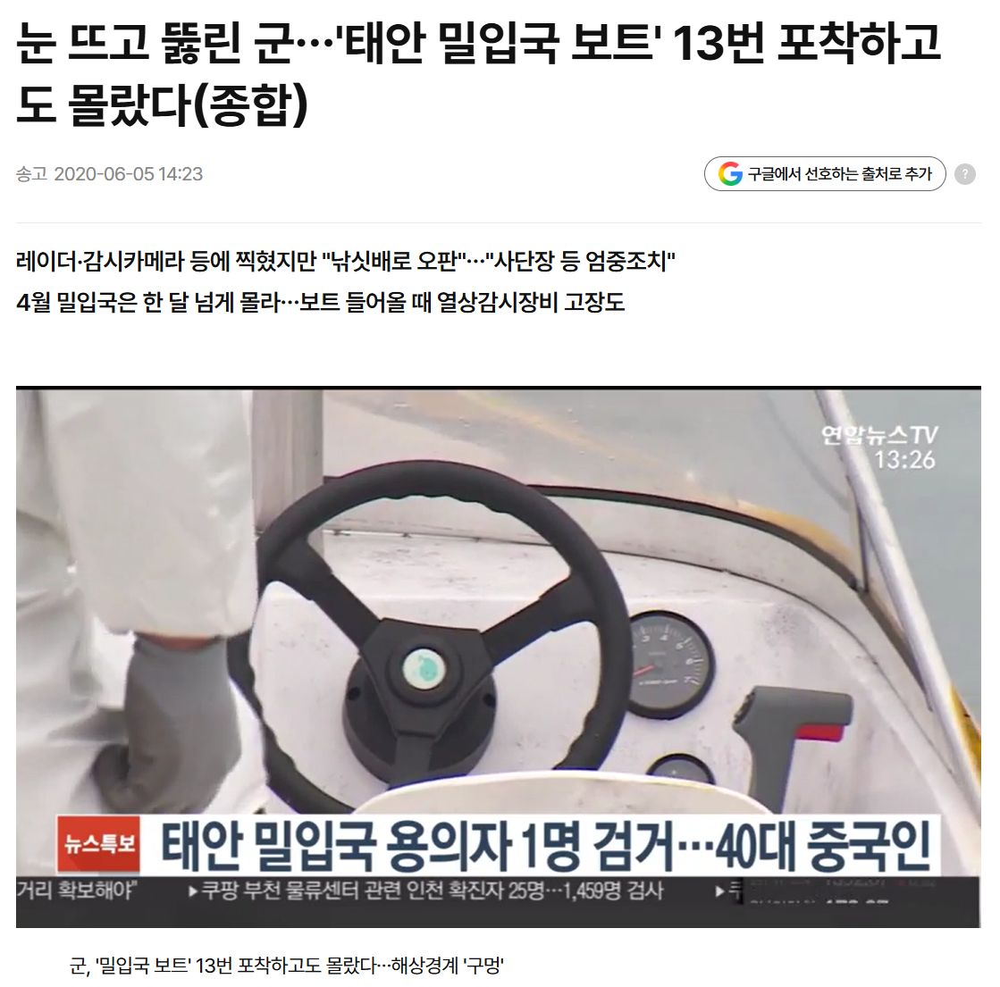 눈 뜨고 뚫린 군…'태안 밀입국 보트' 13번 포착하고
도 몰랐다(종합)
송고 2020-06-05 14:23
구글에서 선호하는 출처로 추가
?
레이더·감시카메라 등에 찍혔지만 "낚싯배로 오판"…"사단장 등 엄중조치"
4월 밀입국은 한 달 넘게 몰라…보트 들어올 때 열상감시장비 고장도
연합뉴스TV
13:26
뉴스특보
태안 밀입국 용의자 1명 검거…40대 중국인
거리 확보해야" ▶쿠팡 부천 물류센터 관련 인천 확진자 25명…1,459명 검사 ▶쿠
군, '밀입국 보트' 13번 포착하고도 몰랐다…해상경계 '구멍'